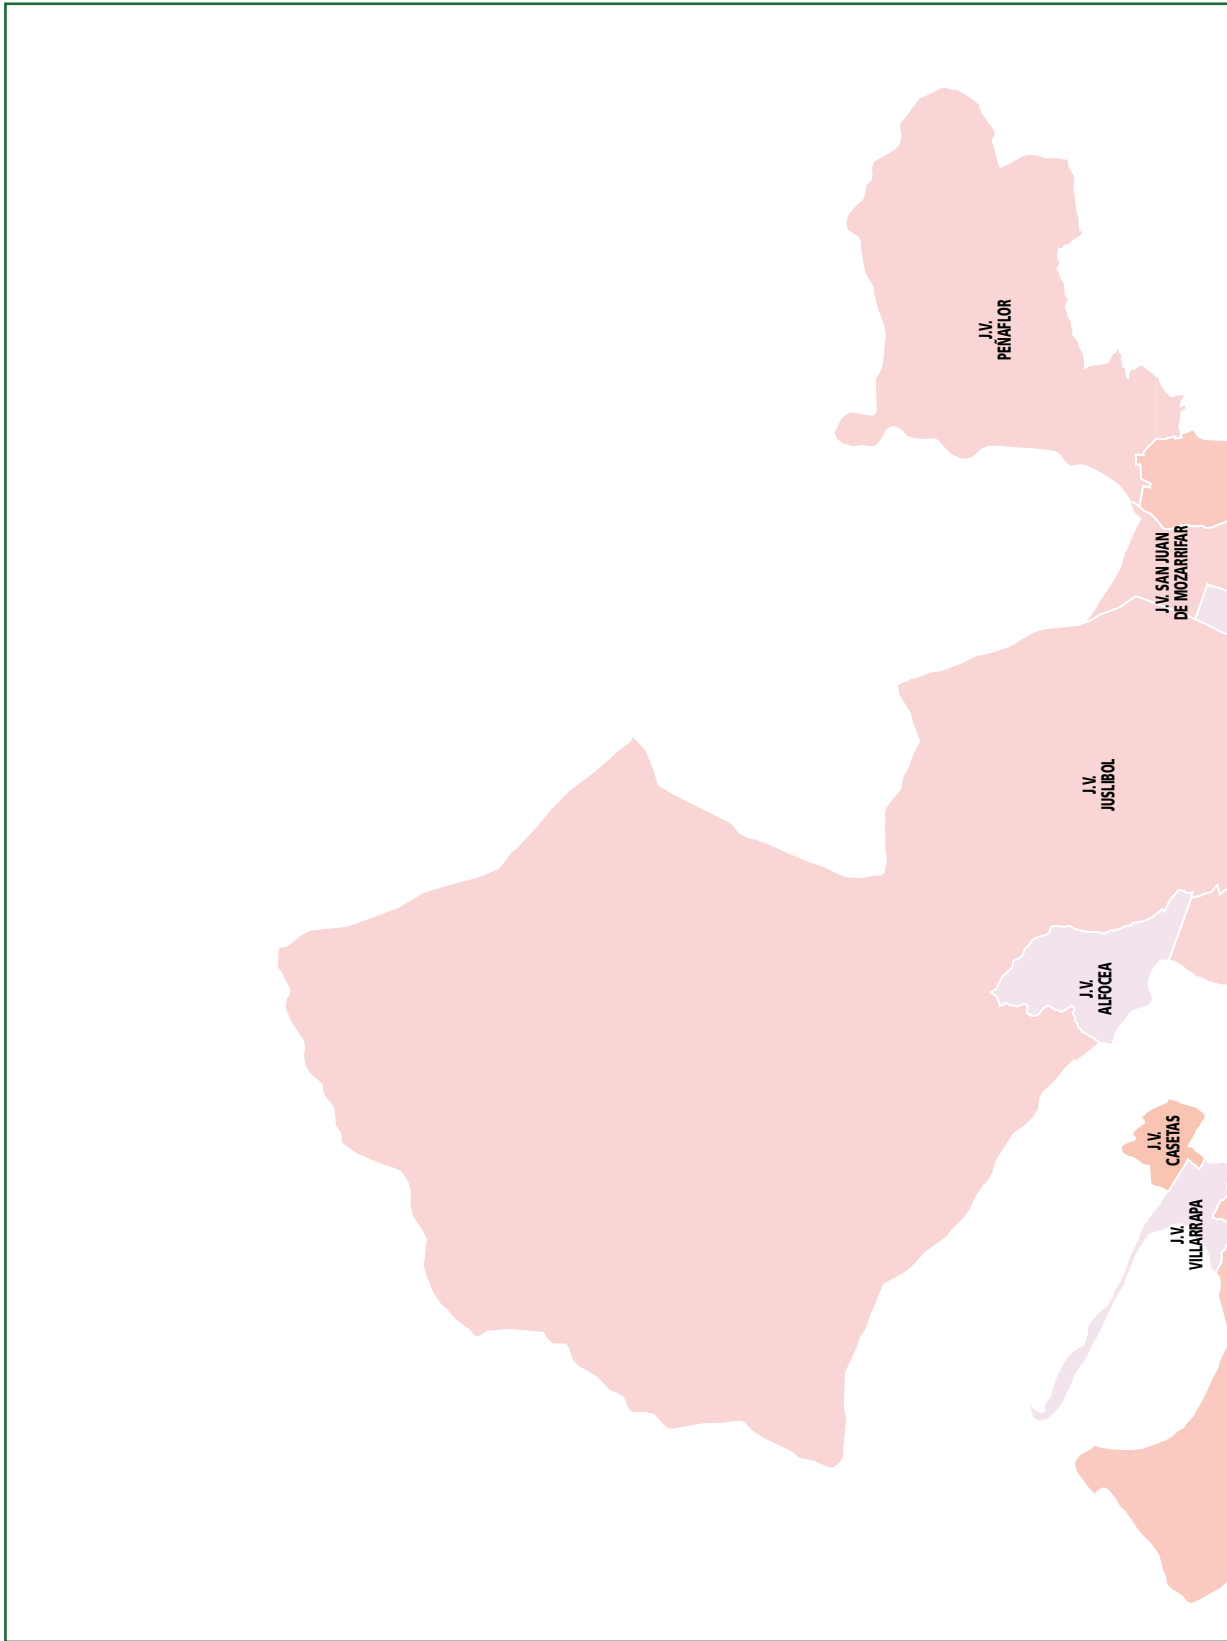 J.V.
PEÑAFLOR
J.V. SAN JUAN
DE MOZARRIFAR
J.V.
JUSLIBOL
J.V.
ALFOCEA
J.V.
CASETAS
J.V.
VILLARRAPA